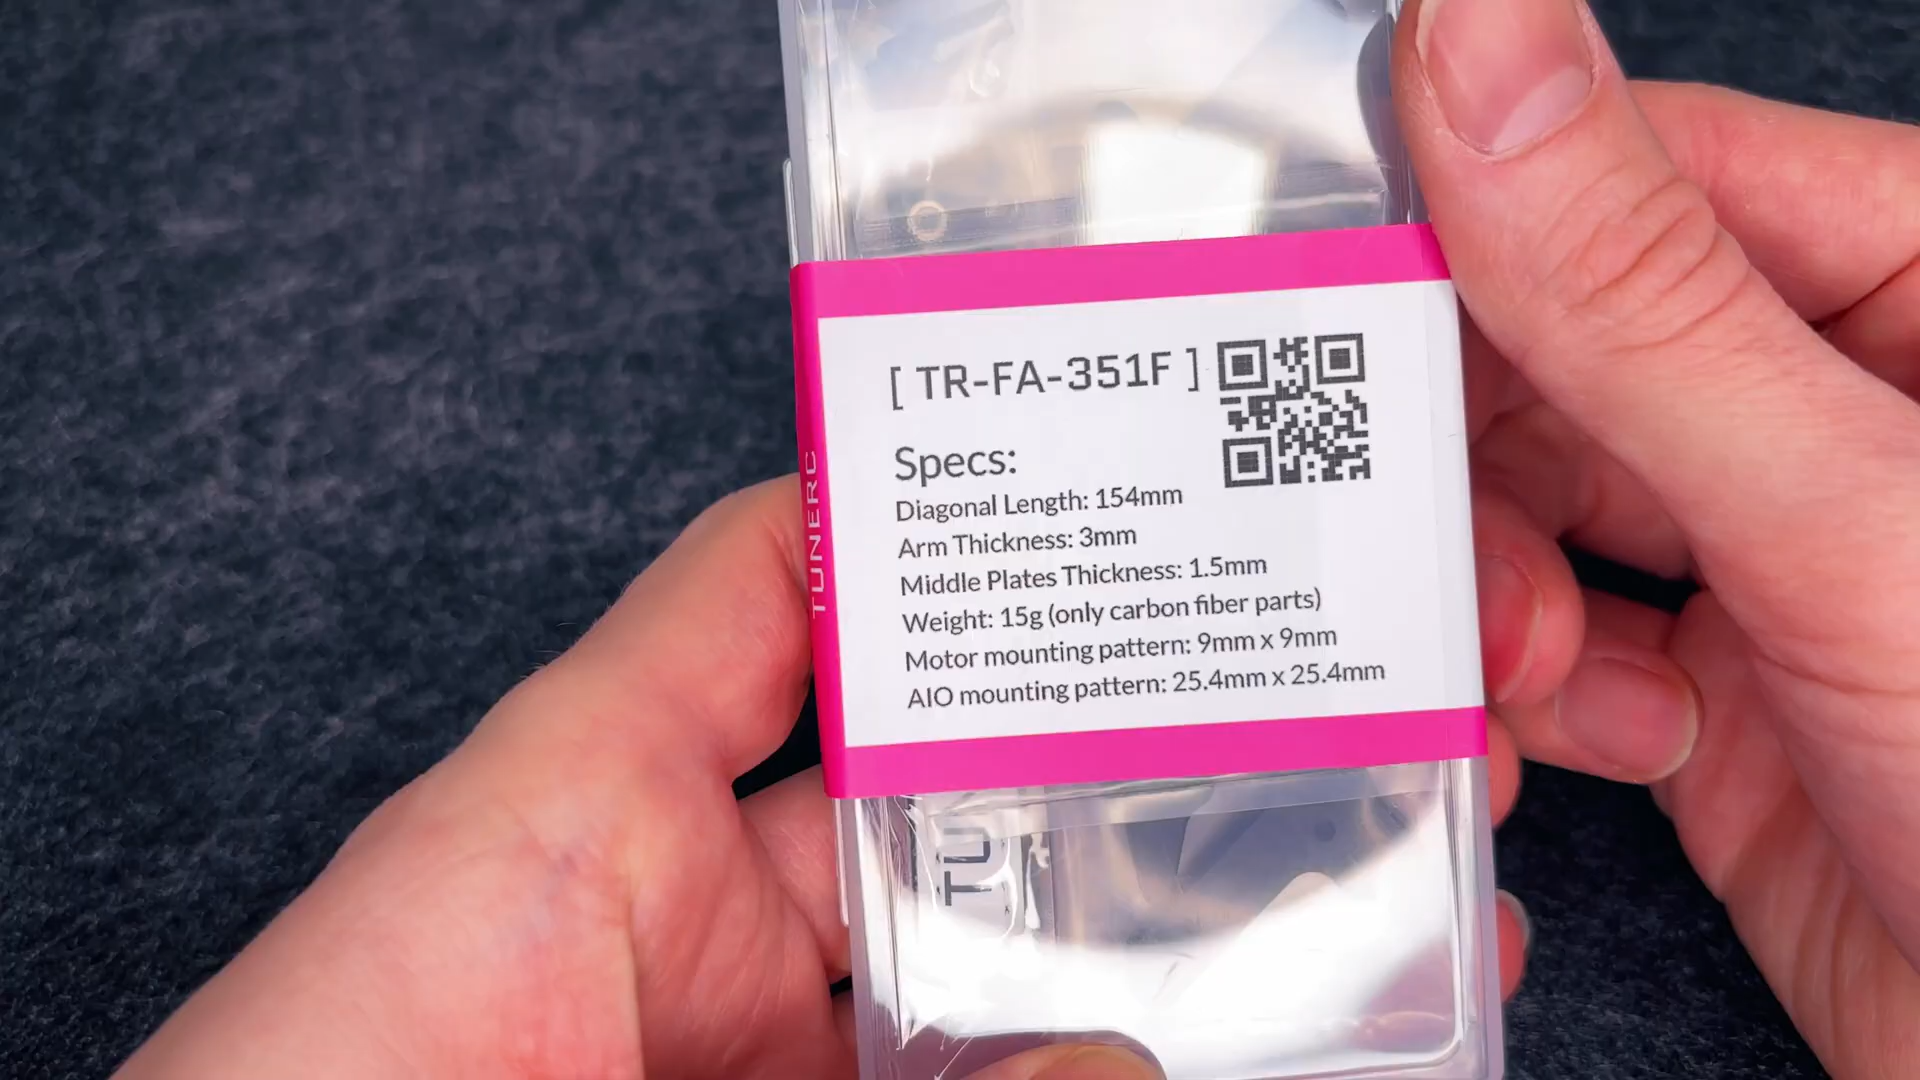 [ TR-FA-351F ]
Specs:
Diagonal Length: 154mm
Arm Thickness: 3mm
Middle Plates Thickness: 1.5mm
Weight: 15g (only carbon fiber parts)
Motor mounting pattern: 9mm x 9mm
AIO mounting pattern: 25.4mm x 25.4mm
TUNERC
TU